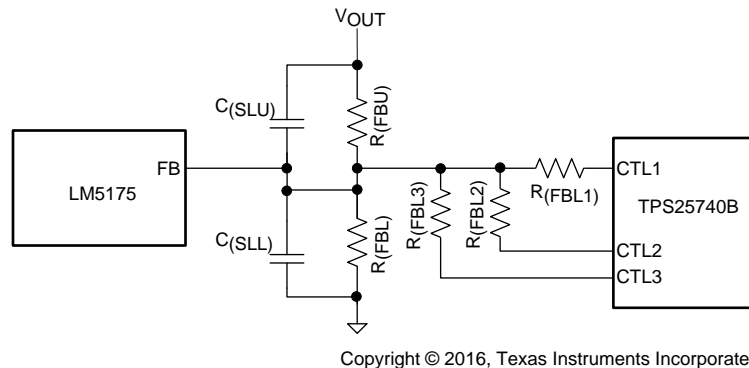 VOUT
C(SLU)
R(FBU)
FB
LM5175
C(SLL)
R(FBL)
R(FBL3)
R(FBL2)
R(FBL1)
CTL1
TPS25740B
CTL2
CTL3
Copyright © 2016, Texas Instruments Incorporate